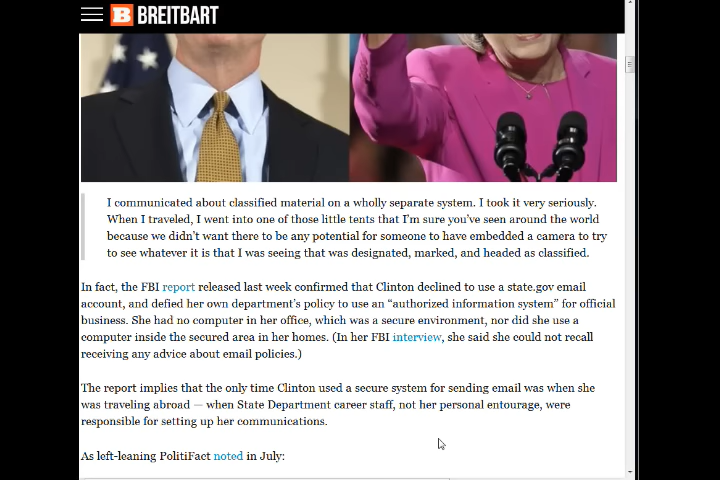 B BREITBART
I communicated about classified material on a wholly separate system. I took it very seriously.
When I traveled, I went into one of those little tents that I'm sure you've seen around the world
because we didn't want there to be any potential for someone to have embedded a camera to try
to see whatever it is that I was seeing that was designated, marked, and headed as classified.
In fact, the FBI report released last week confirmed that Clinton declined to use a state.gov email
account, and defied her own department's policy to use an “authorized information system” for official
business. She had no computer in her office, which was a secure environment, nor did she use a
computer inside the secured area in her homes. (In her FBI interview, she said she could not recall
receiving any advice about email policies.)
The report implies that the only time Clinton used a secure system for sending email was when she
was traveling abroad — when State Department career staff, not her personal entourage, were
responsible for setting up her communications.
As left-leaning PolitiFact noted in July: